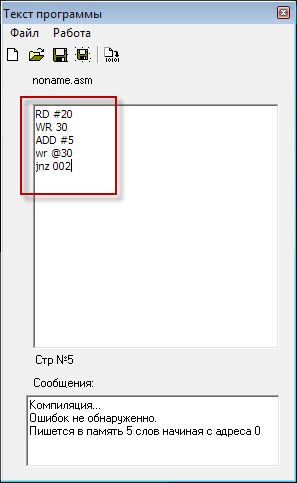 Текст программы
Файл Работа
noname.asm
RD #20
WR 30
ADD #5
wr @30
jnz 002
Стр №5
Сообщения:
Компиляция...
Ошибок не обнаруженно.
Пишется в память 5 слов начиная с адреса 0